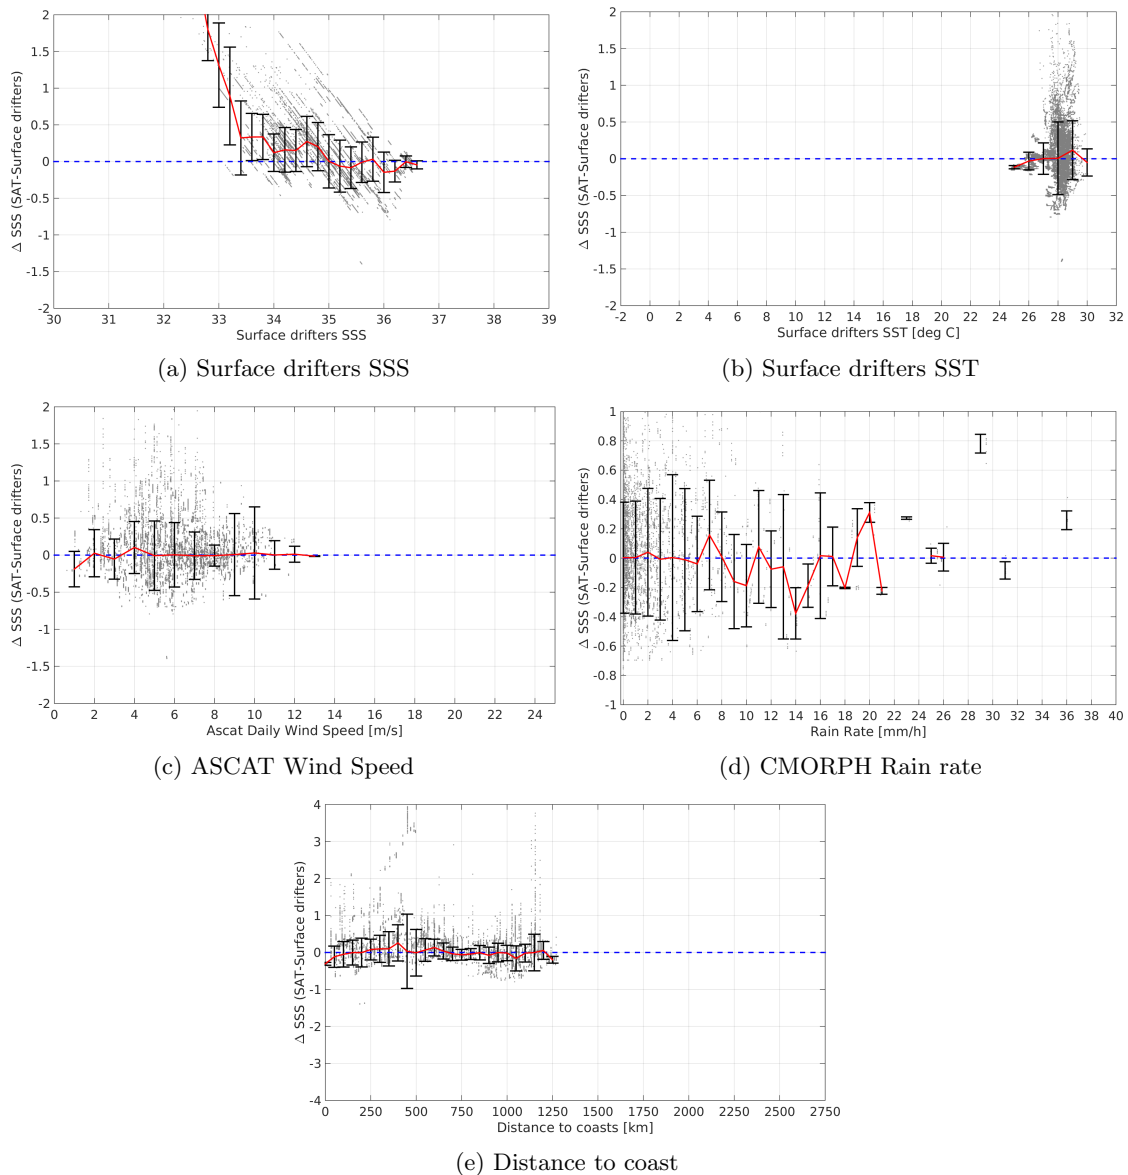 2
1.5
1
0.5
0
-0.5
-1
-1.5
-2
Δ SSS (SAT-Surface drifters)
30 31 32 33 34 35 36 37 38 39
Surface drifters SSS
(a) Surface drifters SSS
2
1.5
1
0.5
0
-0.5
-1
-1.5
-2
Δ SSS (SAT-Surface drifters)
-2 0 2 4 6 8 10 12 14 16 18 20 22 24 26 28 30 32
Surface drifters SST [deg C]
(b) Surface drifters SST
2
1.5
1
0.5
0
-0.5
-1
-1.5
-2
Δ SSS (SAT-Surface drifters)
0 2 4 6 8 10 12 14 16 18 20 22 24
Ascat Daily Wind Speed [m/s]
(c) ASCAT Wind Speed
1
0.8
0.6
0.4
0.2
0
-0.2
-0.4
-0.6
-0.8
-1
Δ SSS (SAT-Surface drifters)
0 2 4 6 8 10 12 14 16 18 20 22 24 26 28 30 32 34 36 38 40
Rain Rate [mm/h]
(d) CMORPH Rain rate
4
3
2
1
0
-1
-2
-3
-4
Δ SSS (SAT-Surface drifters)
0 250 500 750 1000 1250 1500 1750 2000 2250 2500 2750
Distance to coasts [km]
(e) Distance to coast